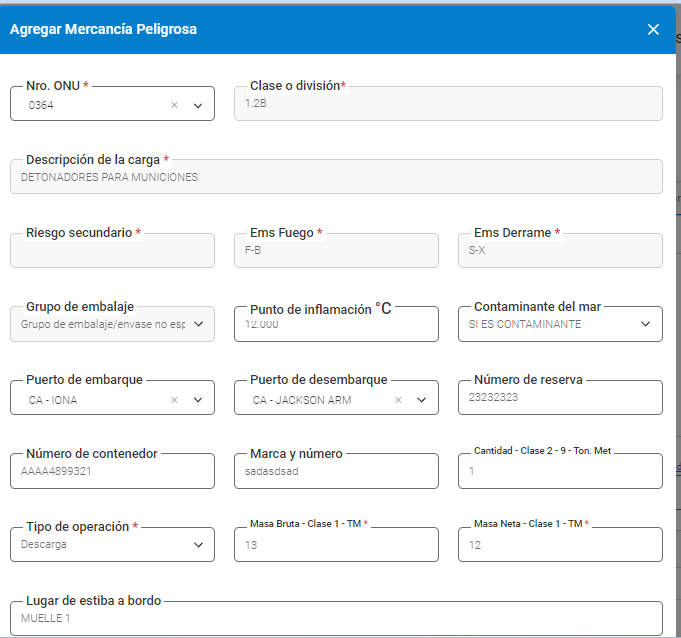 Agregar Mercancía Peligrosa
Nro. ONU *
0364
Clase o división*
1.2B
Descripción de la carga *
DETONADORES PARA MUNICIONES
Riesgo secundario *
Ems Fuego *
F-B
Ems Derrame *
S-X
Grupo de embalaje
Grupo de embalaje/envase no esp
Punto de inflamación °C
12.000
Contaminante del mar
SI ES CONTAMINANTE
Puerto de embarque
CA - IONA
Puerto de desembarque
CA - JACKSON ARM
Número de reserva
23232323
Número de contenedor
AAAA4899321
Marca y número
sadasdsad
Cantidad - Clase 2 - 9 - Ton. Met
1
Tipo de operación *
Descarga
Masa Bruta - Clase 1 - TM *
13
Masa Neta - Clase 1 - TM *
12
Lugar de estiba a bordo
MUELLE 1